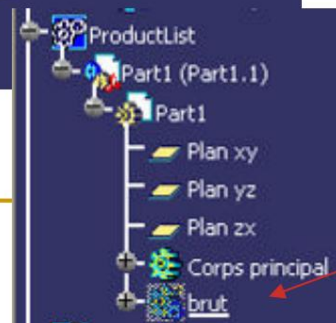 ProductList
Part1 (Part1.1)
Part1
Plan xy
Plan yz
Plan zx
Corps principal
brut